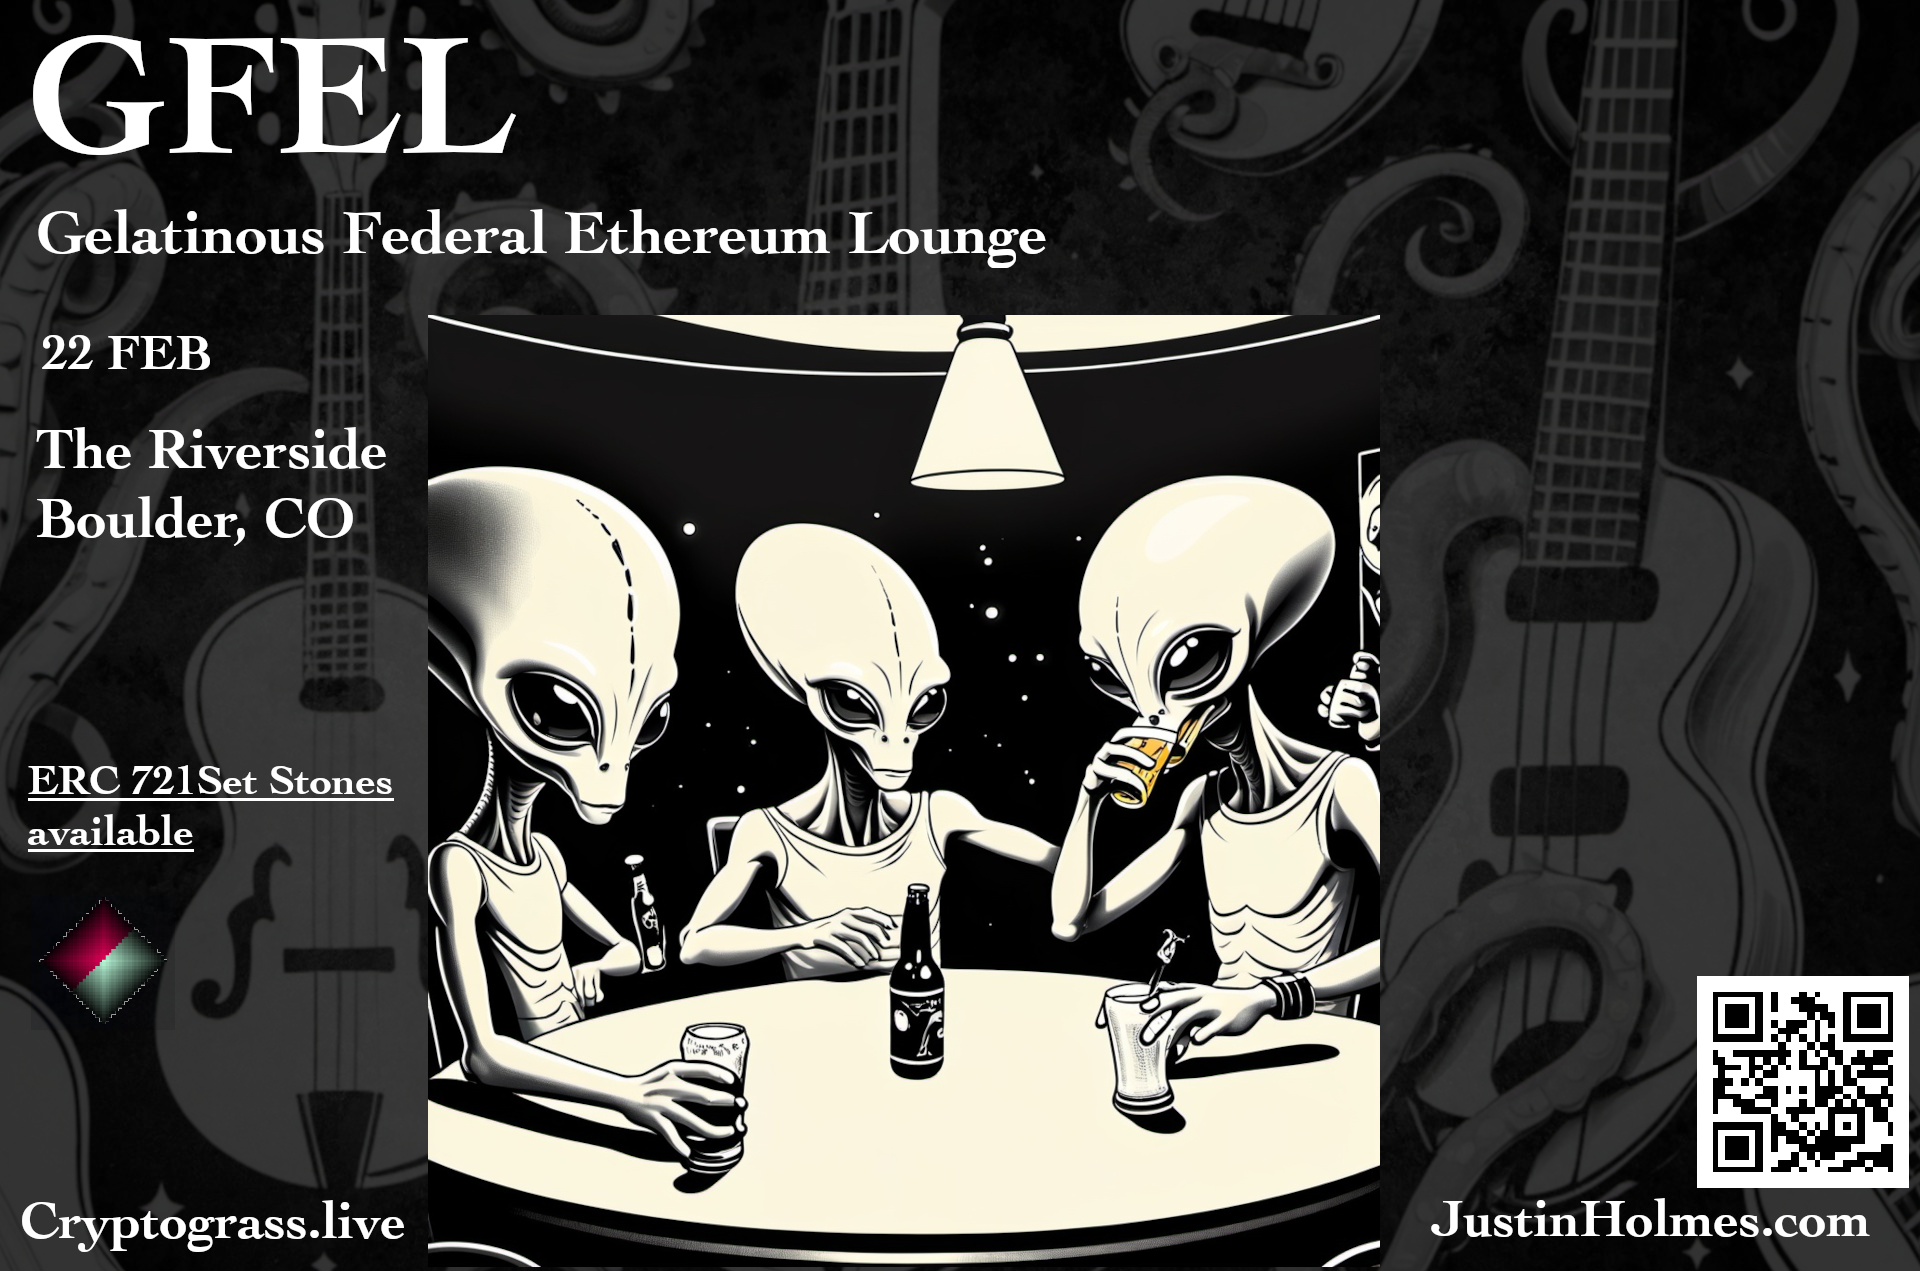 GFEL
Gelatinous Federal Ethereum Lounge
22 FEB
The Riverside
Boulder, CO
ERC 721Set Stones
available
Cryptograss.live
JustinHolmes.com